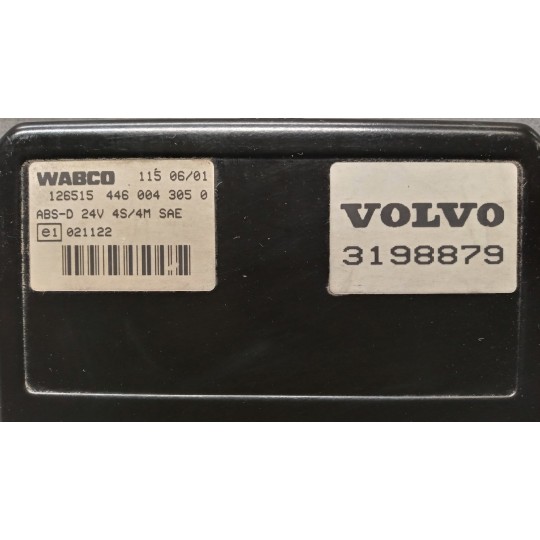 WABCO 115 06/01
126515 446 004 305 0
ABS-D 24V 4S/4M SAE
e1 021122
VOLVO
3198879